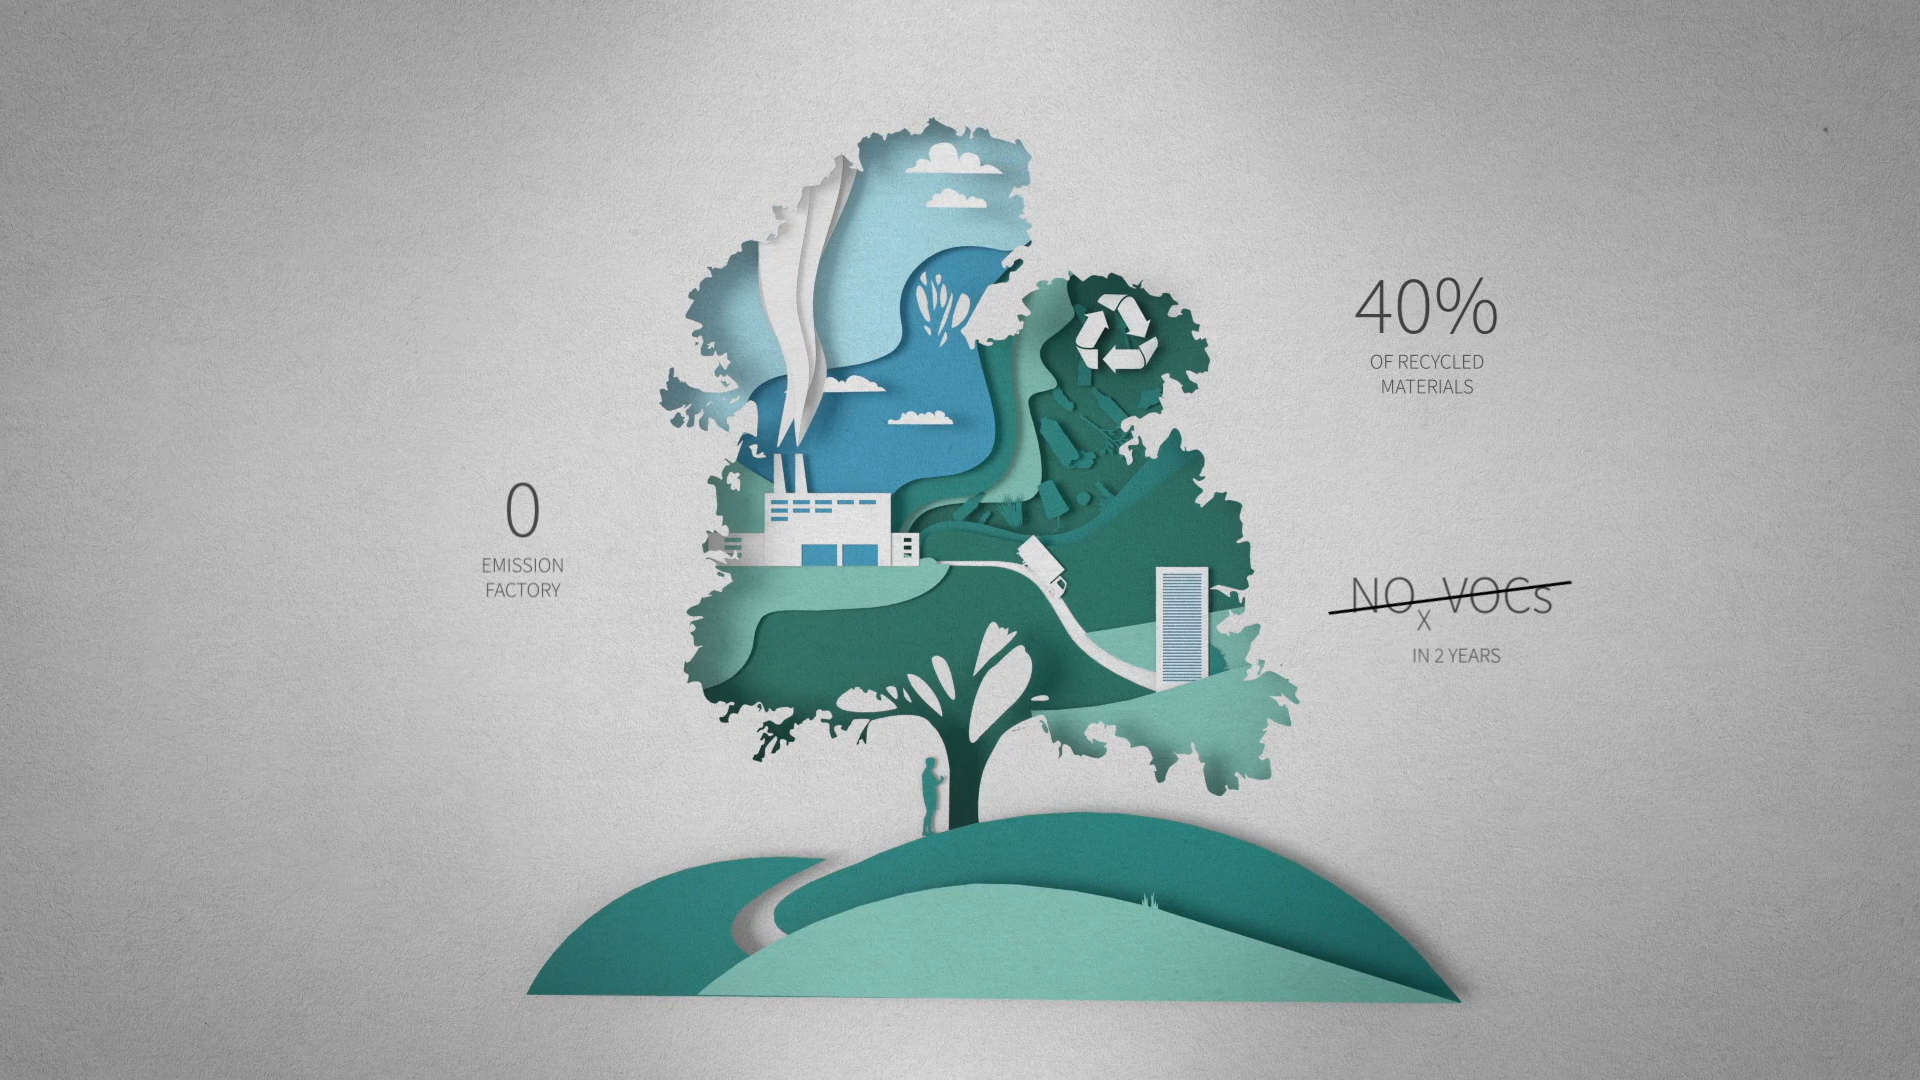 40%
OF RECYCLED
MATERIALS
0
EMISSION
FACTORY
NOx VOCs
IN 2 YEARS